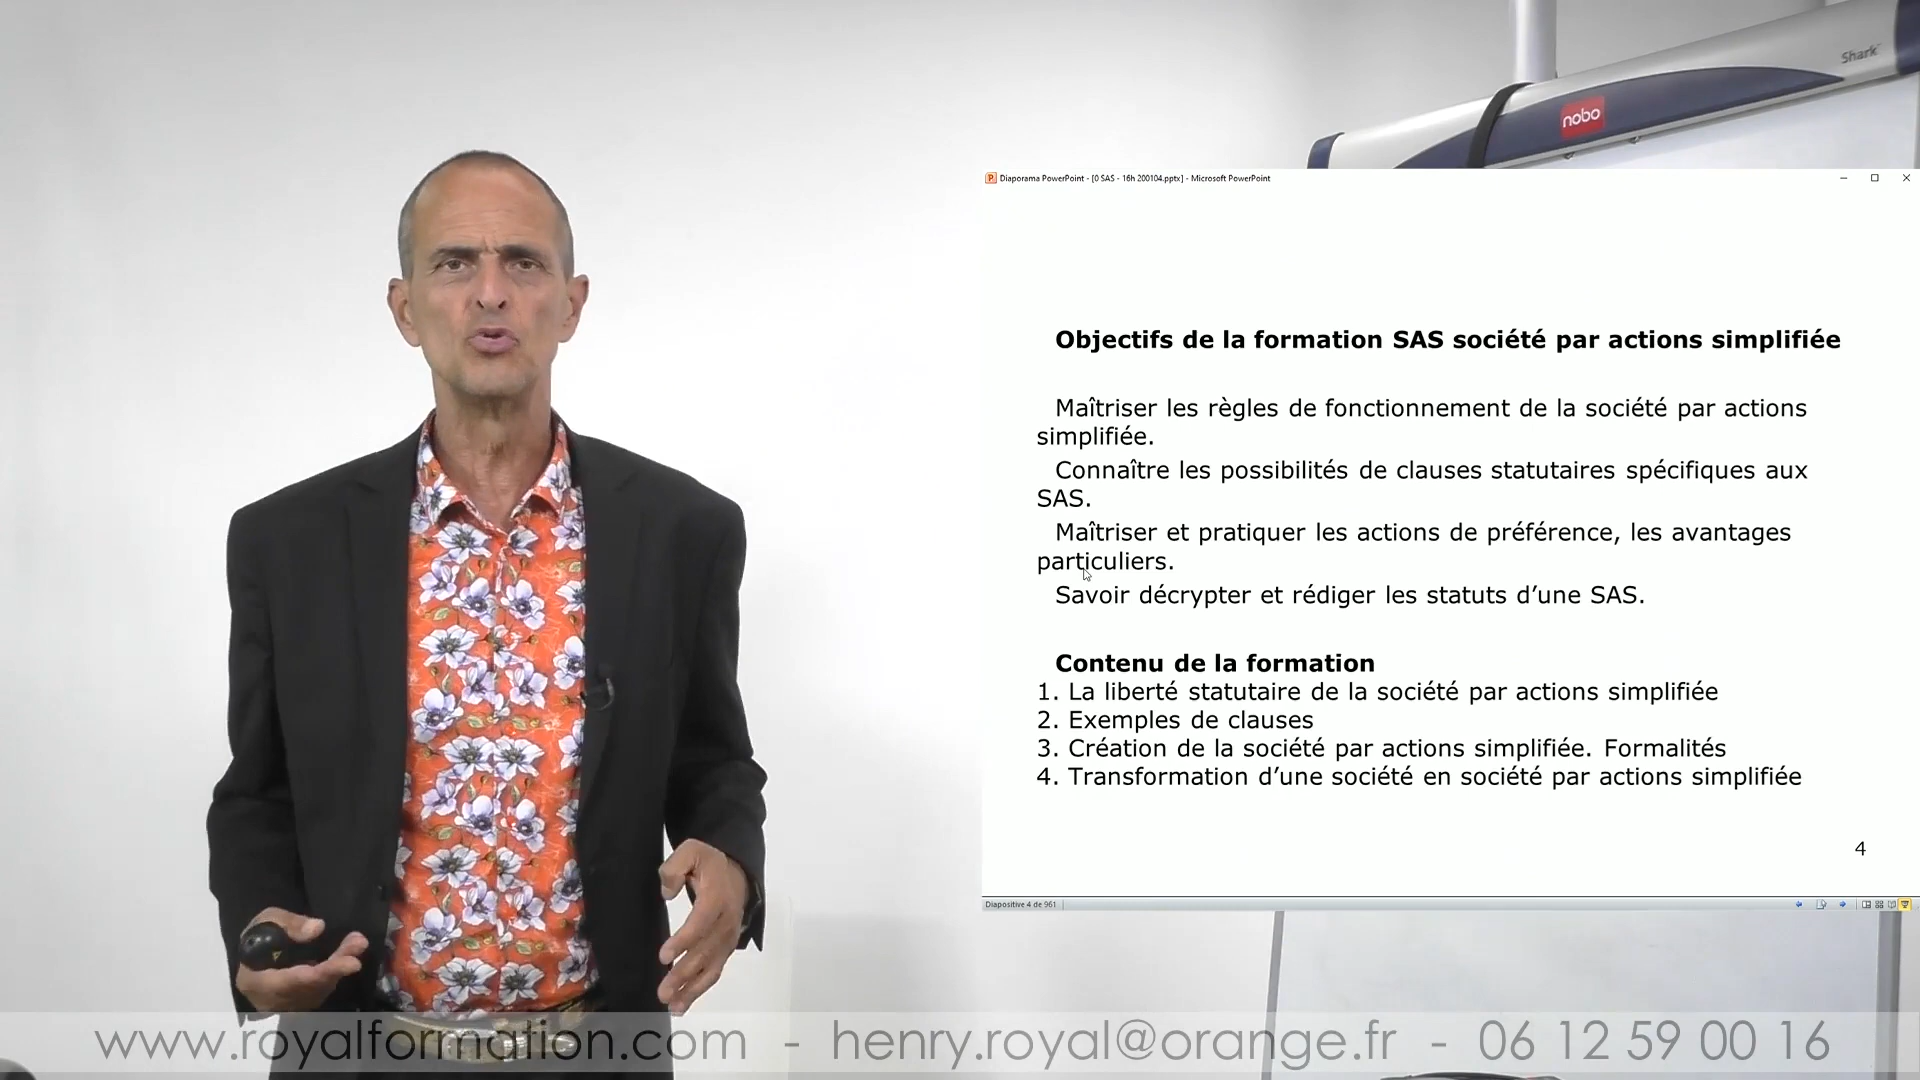 Shark
nobo
Diaporama PowerPoint - [0 SAS - 16h 200104.pptx] - Microsoft PowerPoint
Objectifs de la formation SAS société par actions simplifiée
Maîtriser les règles de fonctionnement de la société par actions
simplifiée.
Connaître les possibilités de clauses statutaires spécifiques aux
SAS.
Maîtriser et pratiquer les actions de préférence, les avantages
particuliers.
Savoir décrypter et rédiger les statuts d’une SAS.
Contenu de la formation
1. La liberté statutaire de la société par actions simplifiée
2. Exemples de clauses
3. Création de la société par actions simplifiée. Formalités
4. Transformation d’une société en société par actions simplifiée
4
Diapositive 4 de 961
www.royalformation.com - henry.royal@orange.fr - 06 12 59 00 16